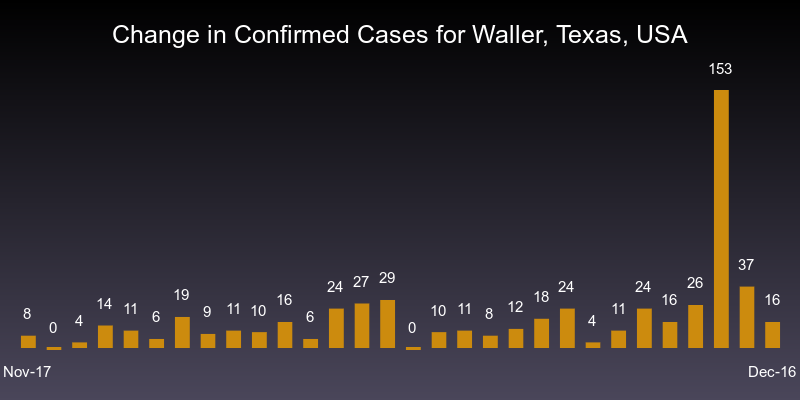 Change in Confirmed Cases for Waller, Texas, USA
8 0 4 14 11 6 19 9 11 10 16 6 24 27 29 0 10 11 8 12 18 24 4 11 24 16 26 153 37 16
Nov-17 Dec-16